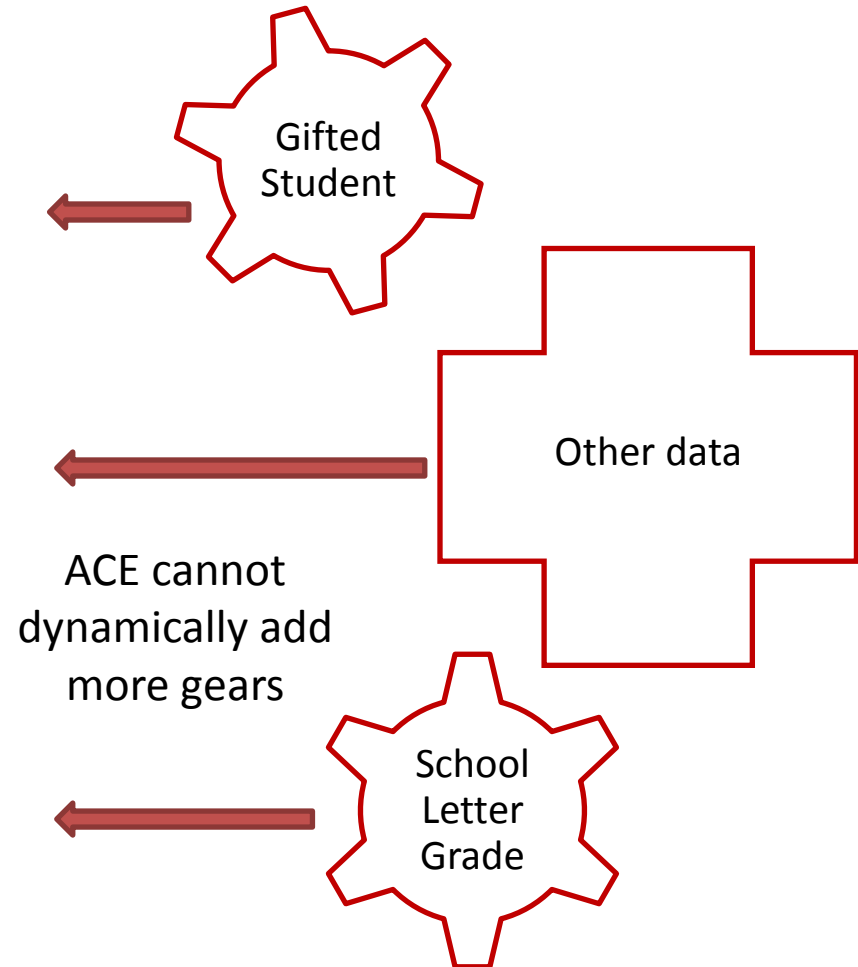 Gifted
Student
Other data
ACE cannot
dynamically add
more gears
School
Letter
Grade